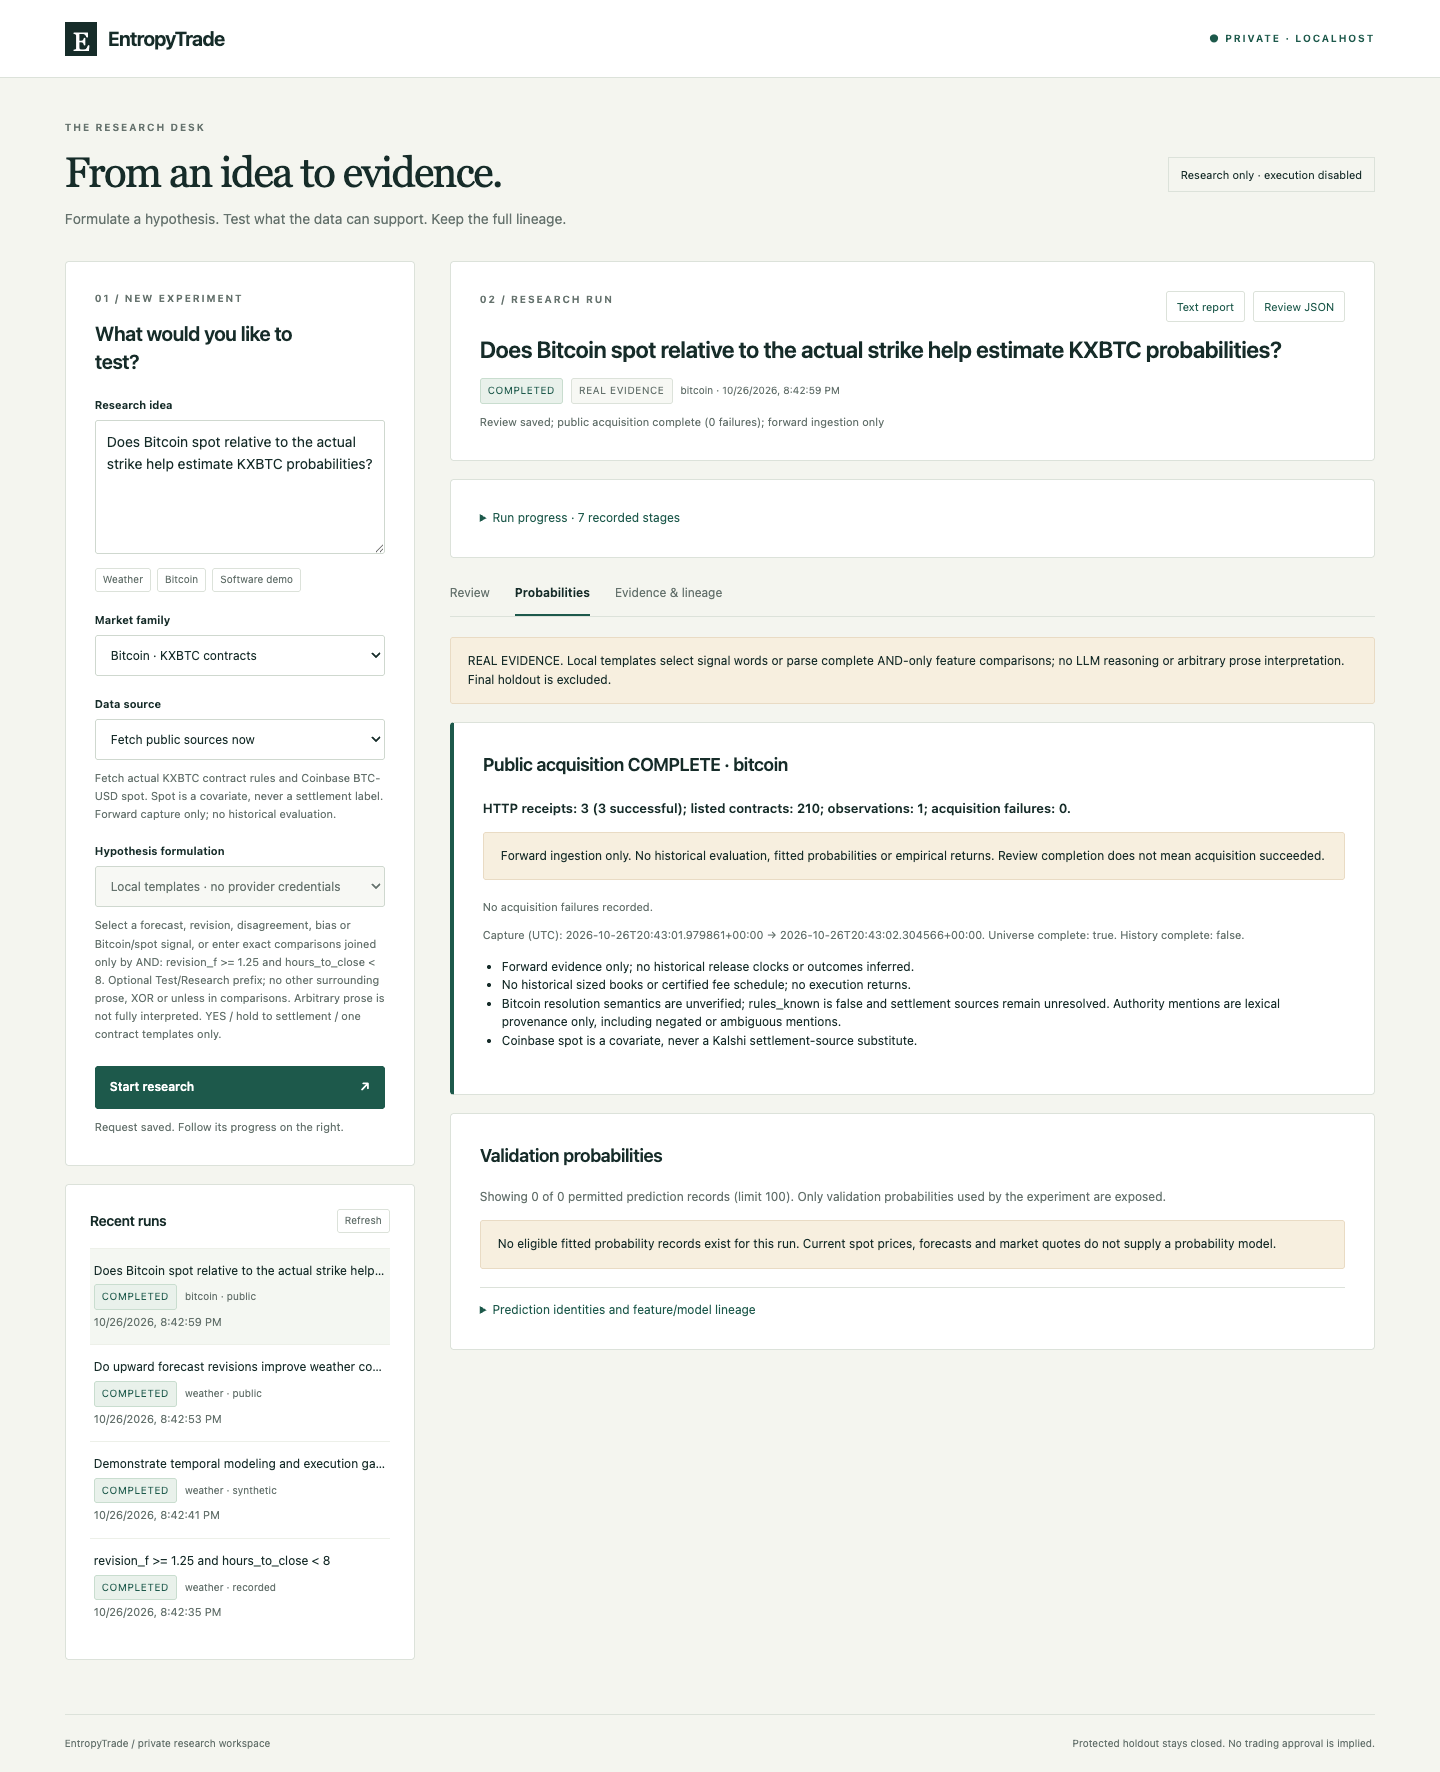 E EntropyTrade
PRIVATE · LOCALHOST
THE RESEARCH DESK
From an idea to evidence.
Research only · execution disabled
Formulate a hypothesis. Test what the data can support. Keep the full lineage.
01 / NEW EXPERIMENT
What would you like to
test?
Research idea
Does Bitcoin spot relative to the actual
strike help estimate KXBTC probabilities?
Weather
Bitcoin
Software demo
Market family
Bitcoin · KXBTC contracts
Data source
Fetch public sources now
Fetch actual KXBTC contract rules and Coinbase BTC-
USD spot. Spot is a covariate, never a settlement label.
Forward capture only; no historical evaluation.
Hypothesis formulation
Local templates · no provider credentials
Select a forecast, revision, disagreement, bias or
Bitcoin/spot signal, or enter exact comparisons joined
only by AND: revision_f >= 1.25 and hours_to_close <
8. Optional Test/Research prefix; no other surrounding
prose, XOR or unless in comparisons. Arbitrary prose is
not fully interpreted. YES / hold to settlement / one
contract templates only.
Start research ↗
Request saved. Follow its progress on the right.
Recent runs
Refresh
Does Bitcoin spot relative to the actual strike help...
COMPLETED bitcoin · public
10/26/2026, 8:42:59 PM
Do upward forecast revisions improve weather co...
COMPLETED weather · public
10/26/2026, 8:42:53 PM
Demonstrate temporal modeling and execution ga...
COMPLETED weather · synthetic
10/26/2026, 8:42:41 PM
revision_f >= 1.25 and hours_to_close < 8
COMPLETED weather · recorded
10/26/2026, 8:42:35 PM
02 / RESEARCH RUN
Text report
Review JSON
Does Bitcoin spot relative to the actual strike help estimate KXBTC probabilities?
COMPLETED REAL EVIDENCE bitcoin · 10/26/2026, 8:42:59 PM
Review saved; public acquisition complete (0 failures); forward ingestion only
▶ Run progress · 7 recorded stages
Review
Probabilities
Evidence & lineage
REAL EVIDENCE. Local templates select signal words or parse complete AND-only feature comparisons; no LLM reasoning or arbitrary prose interpretation.
Final holdout is excluded.
Public acquisition COMPLETE · bitcoin
HTTP receipts: 3 (3 successful); listed contracts: 210; observations: 1; acquisition failures: 0.
Forward ingestion only. No historical evaluation, fitted probabilities or empirical returns. Review completion does not mean acquisition succeeded.
No acquisition failures recorded.
Capture (UTC): 2026-10-26T20:43:01.979861+00:00 → 2026-10-26T20:43:02.304566+00:00. Universe complete: true. History complete: false.
• Forward evidence only; no historical release clocks or outcomes inferred.
• No historical sized books or certified fee schedule; no execution returns.
• Bitcoin resolution semantics are unverified; rules_known is false and settlement sources remain unresolved. Authority mentions are lexical
provenance only, including negated or ambiguous mentions.
• Coinbase spot is a covariate, never a Kalshi settlement-source substitute.
Validation probabilities
Showing 0 of 0 permitted prediction records (limit 100). Only validation probabilities used by the experiment are exposed.
No eligible fitted probability records exist for this run. Current spot prices, forecasts and market quotes do not supply a probability model.
▶ Prediction identities and feature/model lineage
EntropyTrade / private research workspace
Protected holdout stays closed. No trading approval is implied.